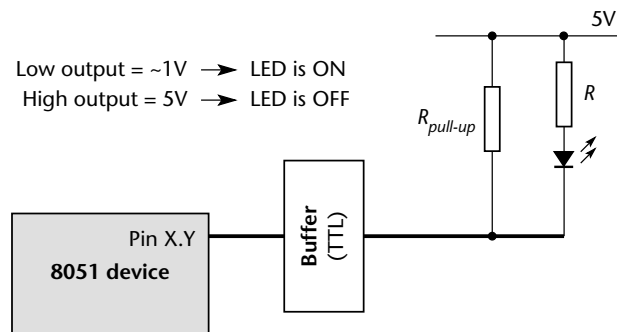 5V
Low output = ~1V → LED is ON
High output = 5V → LED is OFF
R
Rpull-up
Buffer
(TTL)
Pin X.Y
8051 device